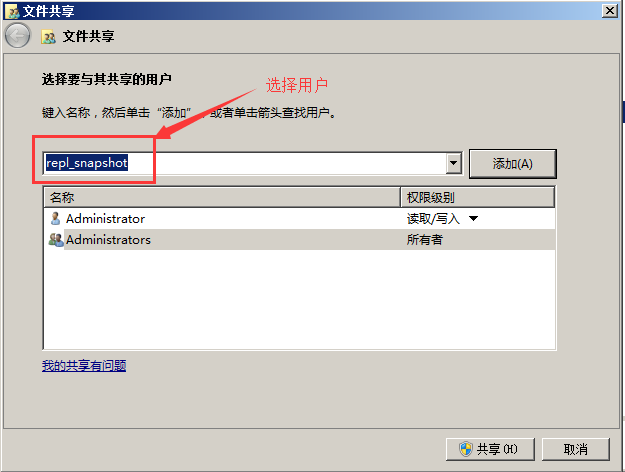 文件共享
文件共享
选择要与其共享的用户
选择用户
键入名称，然后单击“添加”，或者单击箭头查找用户。
repl_snapshot 添加(A)
名称 权限级别
Administrator 读取/写入
Administrators 所有者
我的共享有问题
共享(H) 取消